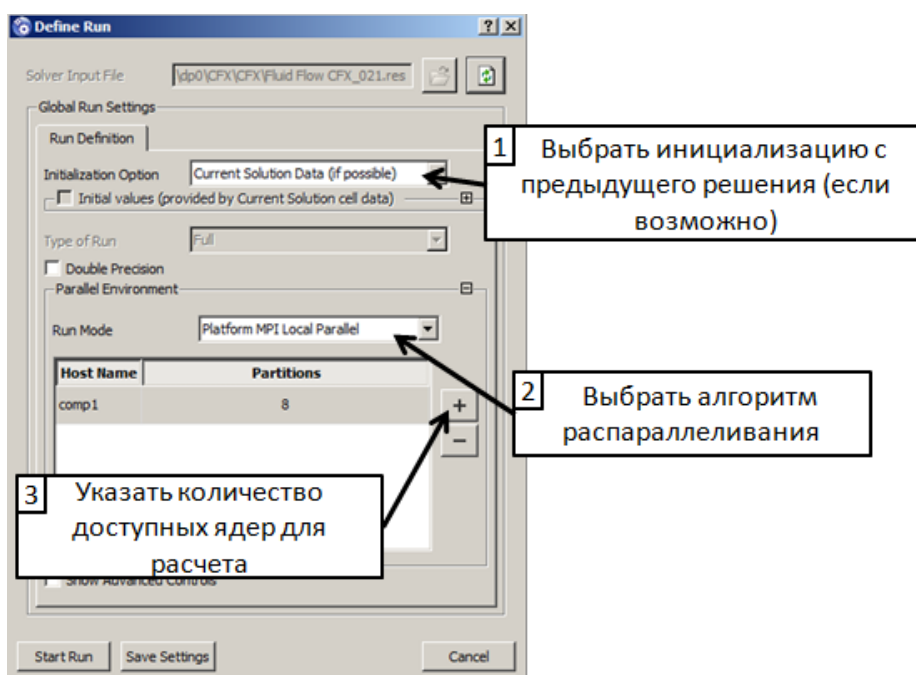 Define Run
Solver Input File
\dp0\CFX\CFX\Fluid Flow CFX_021.res
Global Run Settings
Run Definition
Initialization Option
Current Solution Data (if possible)
Initial values (provided by Current Solution cell data)
Type of Run
Full
Double Precision
Parallel Environment
Run Mode
Platform MPI Local Parallel
Host Name
Partitions
comp1
8
+
−
Show Advanced Controls
Start Run
Save Settings
Cancel
1
Выбрать инициализацию с
предыдущего решения (если
возможно)
2
Выбрать алгоритм
распараллеливания
3
Указать количество
доступных ядер для
расчета